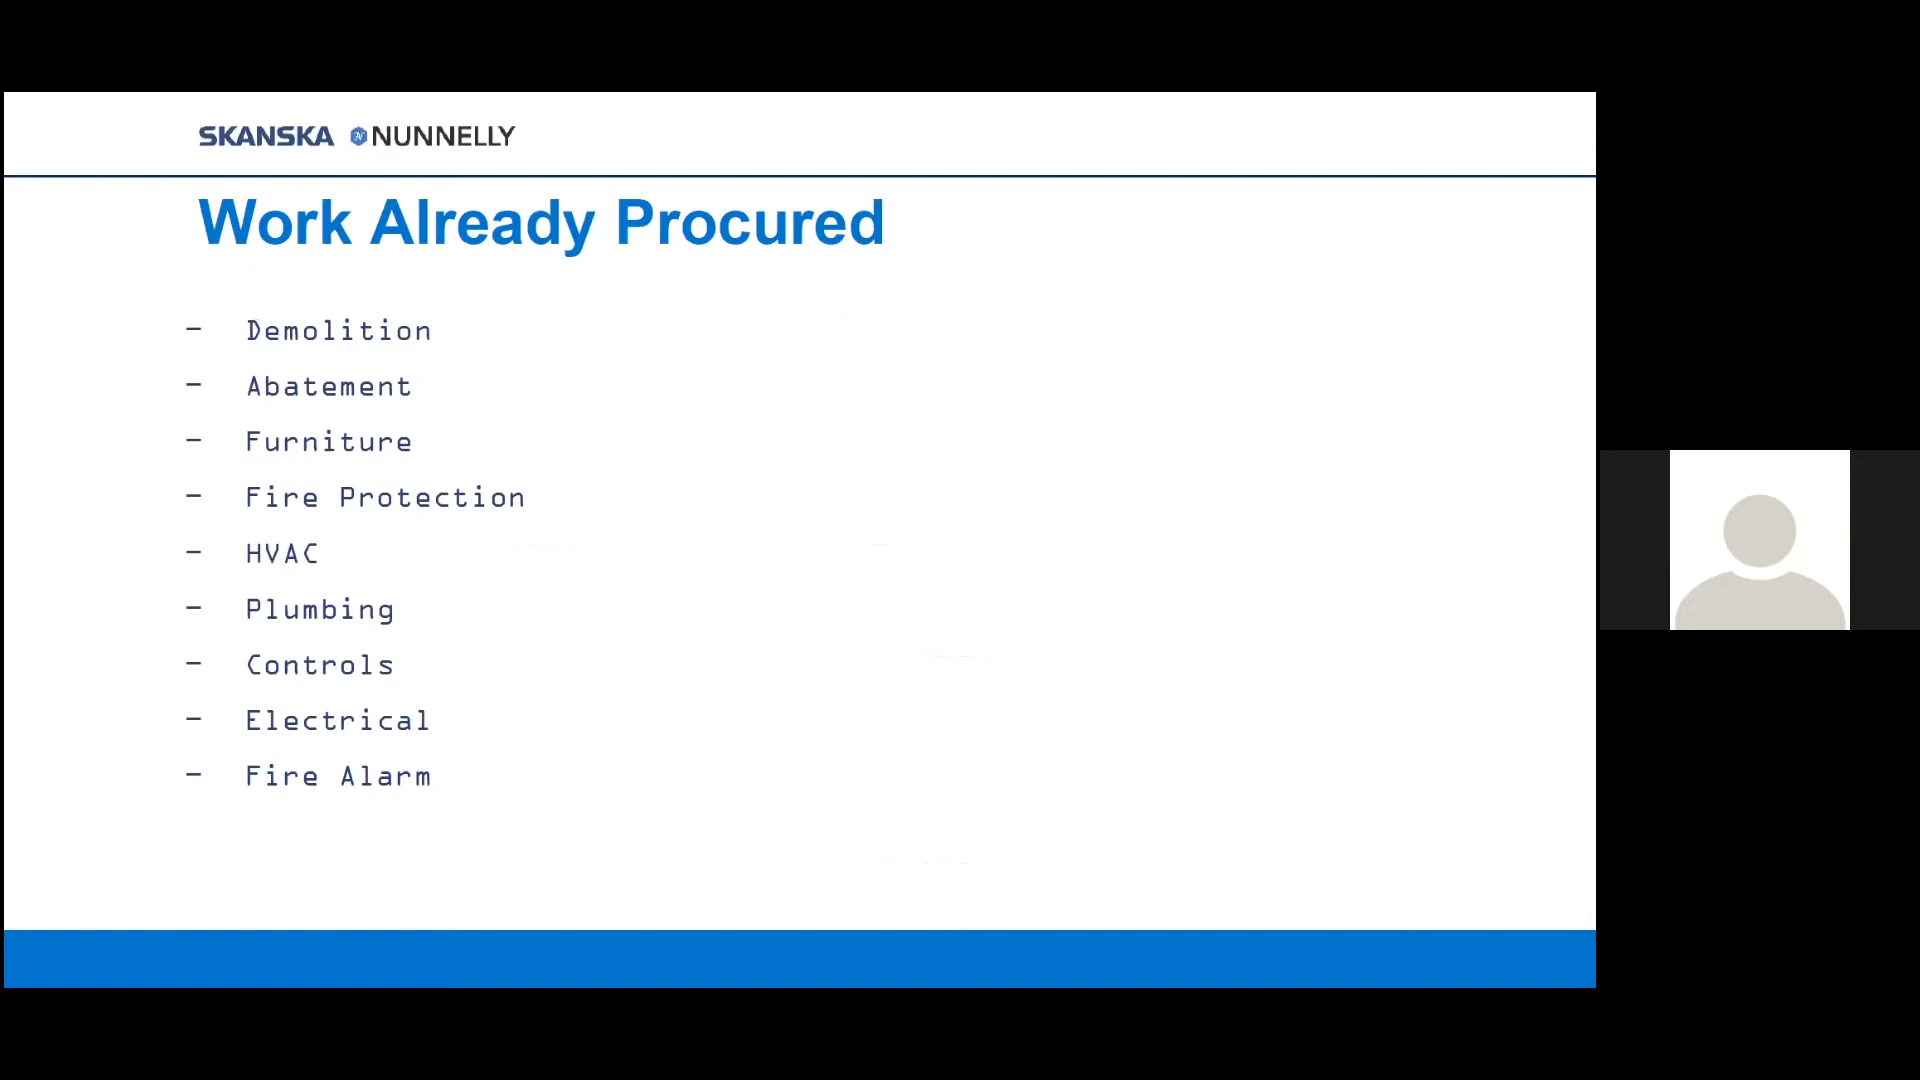 SKANSKA NUNNELLY
Work Already Procured
– Demolition
– Abatement
– Furniture
– Fire Protection
– HVAC
– Plumbing
– Controls
– Electrical
– Fire Alarm